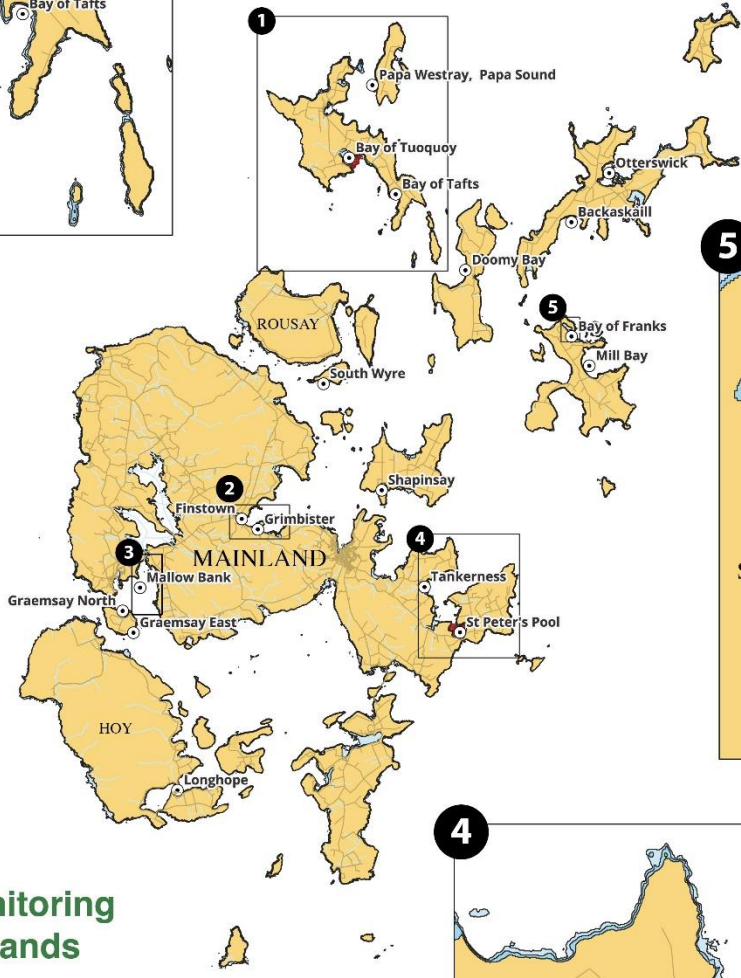 Bay of Tafts
1
Papa Westray, Papa Sound
Bay of Tuoquoy
Bay of Tafts
Otterswick
Backaskaill
Doomy Bay
5
5
Bay of Franks
ROUSAY
Mill Bay
South Wyre
Shapinsay
2
Finstown
Grimbister
4
3
MAINLAND
Mallow Bank
Tankerness
Graemsay North
Graemsay East
St Peter's Pool
HOY
Longhope
4
nitoring
ands